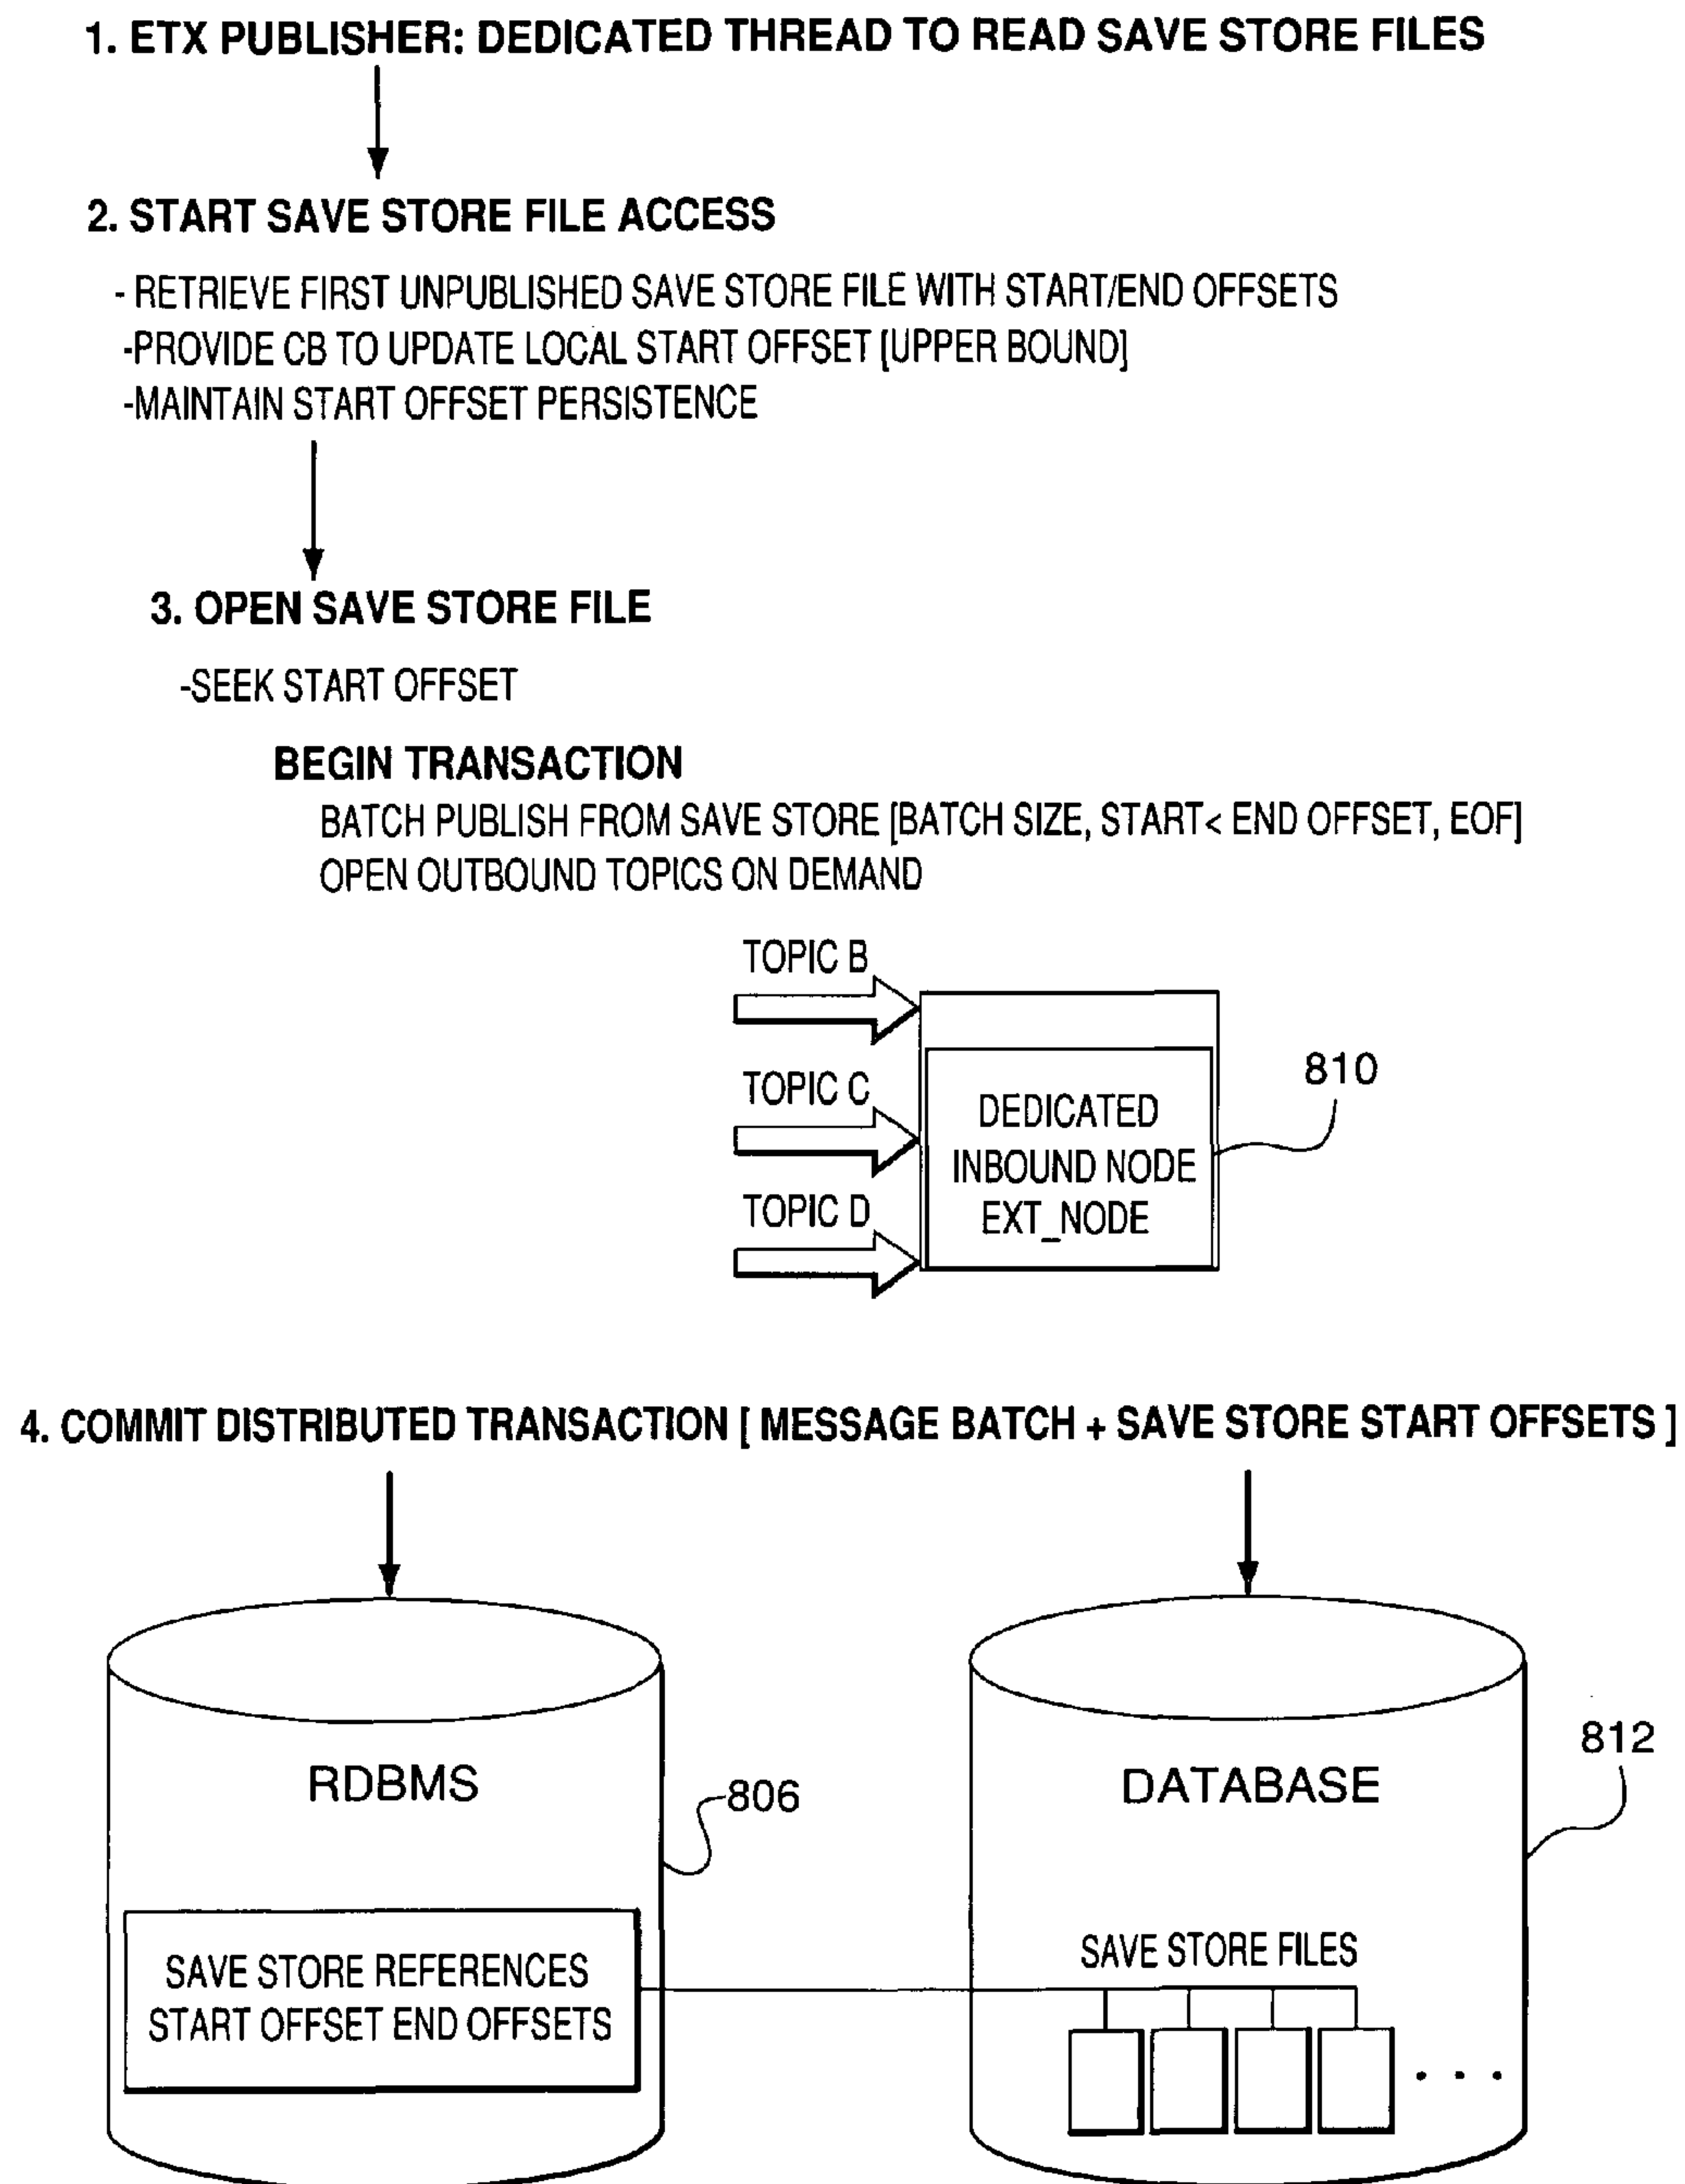 1. ETX PUBLISHER: DEDICATED THREAD TO READ SAVE STORE FILES
2. START SAVE STORE FILE ACCESS
- RETRIEVE FIRST UNPUBLISHED SAVE STORE FILE WITH START/END OFFSETS
-PROVIDE CB TO UPDATE LOCAL START OFFSET [UPPER BOUND]
-MAINTAIN START OFFSET PERSISTENCE
3. OPEN SAVE STORE FILE
-SEEK START OFFSET
BEGIN TRANSACTION
BATCH PUBLISH FROM SAVE STORE [BATCH SIZE, START< END OFFSET, EOF]
OPEN OUTBOUND TOPICS ON DEMAND
TOPIC B
TOPIC C
TOPIC D
DEDICATED
INBOUND NODE
EXT_NODE
810
4. COMMIT DISTRIBUTED TRANSACTION [ MESSAGE BATCH + SAVE STORE START OFFSETS ]
RDBMS
806
SAVE STORE REFERENCES
START OFFSET END OFFSETS
DATABASE
812
SAVE STORE FILES
. . .